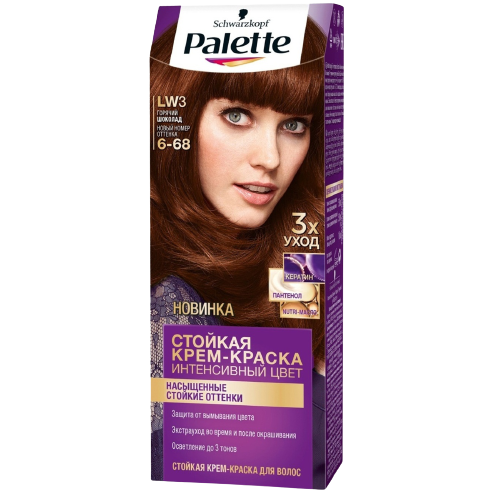 Schwarzkopf
Palette
LW3
ГОРЯЧИЙ
ШОКОЛАД
НОВЫЙ НОМЕР
ОТТЕНКА
6-68
3x
УХОД
КЕРАТИН
ПАНТЕНОЛ
NUTRI-МАСЛО
НОВИНКА
СТОЙКАЯ
КРЕМ-КРАСКА
ИНТЕНСИВНЫЙ ЦВЕТ
НАСЫЩЕННЫЕ
СТОЙКИЕ ОТТЕНКИ
Защита от вымывания цвета
Экстрауход во время и после окрашивания
Осветление до 3 тонов
СТОЙКАЯ КРЕМ-КРАСКА ДЛЯ ВОЛОС